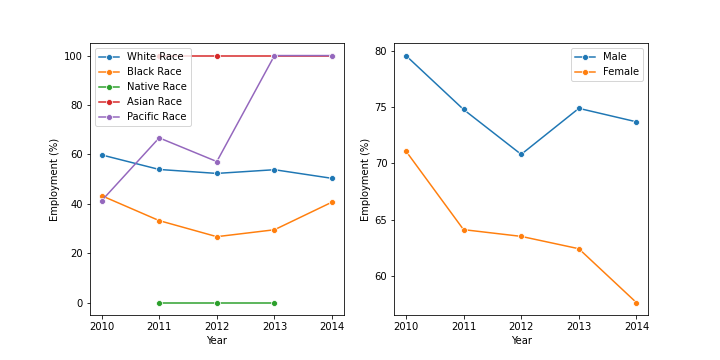 White Race
Black Race
Native Race
Asian Race
Pacific Race
100
80
60
40
20
0
Employment (%)
2010 2011 2012 2013 2014
Year
Male
Female
80
75
70
65
60
Employment (%)
2010 2011 2012 2013 2014
Year